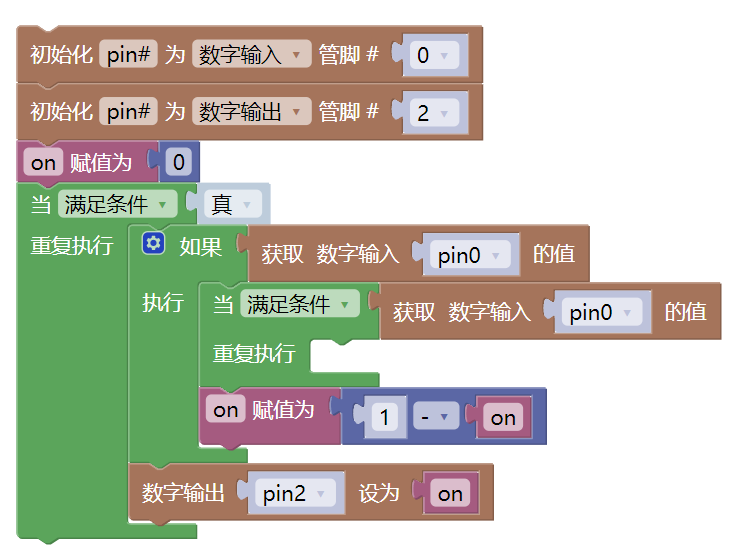 初始化 pin# 为 数字输入 管脚 # 0
初始化 pin# 为 数字输出 管脚 # 2
on 赋值为 0
当 满足条件 真
重复执行 如果 获取 数字输入 pin0 的值
执行 当 满足条件 获取 数字输入 pin0 的值
重复执行
on 赋值为 1 - on
数字输出 pin2 设为 on